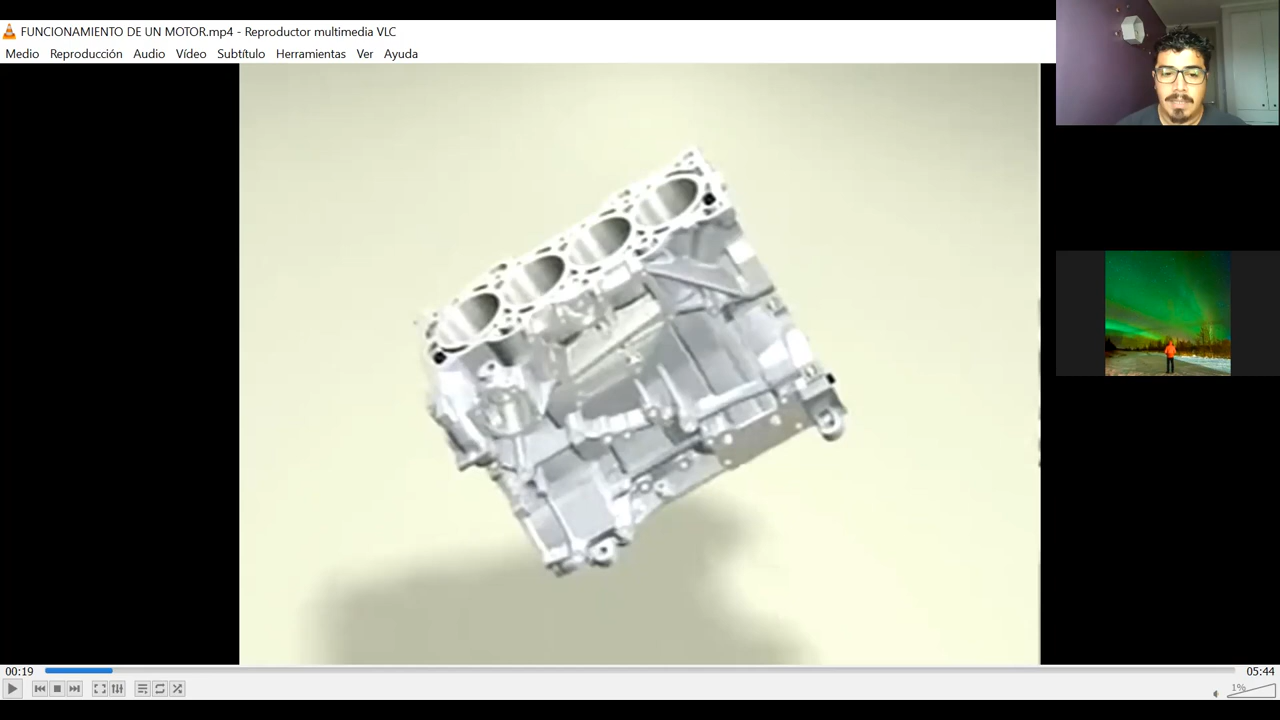 FUNCIONAMIENTO DE UN MOTOR.mp4 - Reproductor multimedia VLC
Medio Reproducción Audio Vídeo Subtítulo Herramientas Ver Ayuda
00:19 05:44
1%